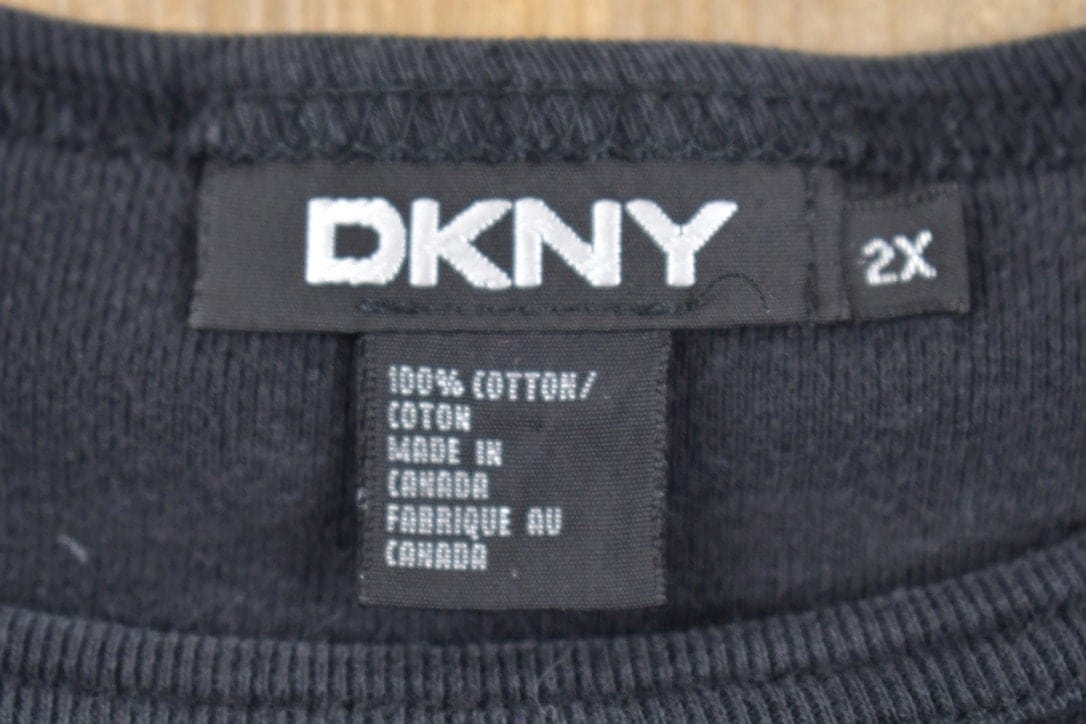 DKNY
2X
100% COTTON/
COTON
MADE IN
CANADA
FABRIQUE AU
CANADA